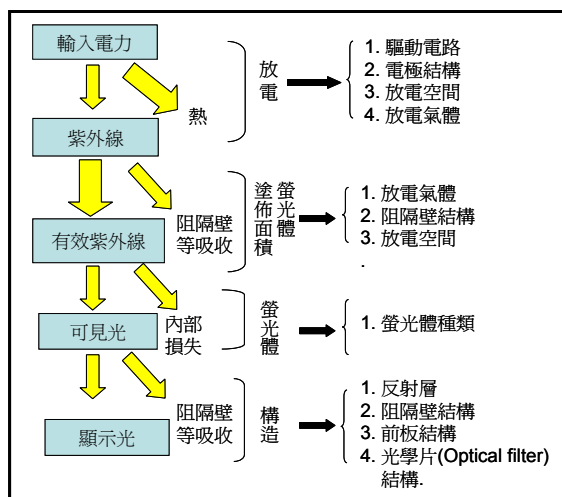 輸入電力
熱
放電
1. 驅動電路
2. 電極結構
3. 放電空間
4. 放電氣體
紫外線
阻隔壁
等吸收
螢光體
塗佈面積
1. 放電氣體
2. 阻隔壁結構
3. 放電空間
.
有效紫外線
內部
損失
螢光體
1. 螢光體種類
可見光
阻隔壁
等吸收
構造
1. 反射層
2. 阻隔壁結構
3. 前板結構
4. 光學片(Optical filter)
結構.
顯示光